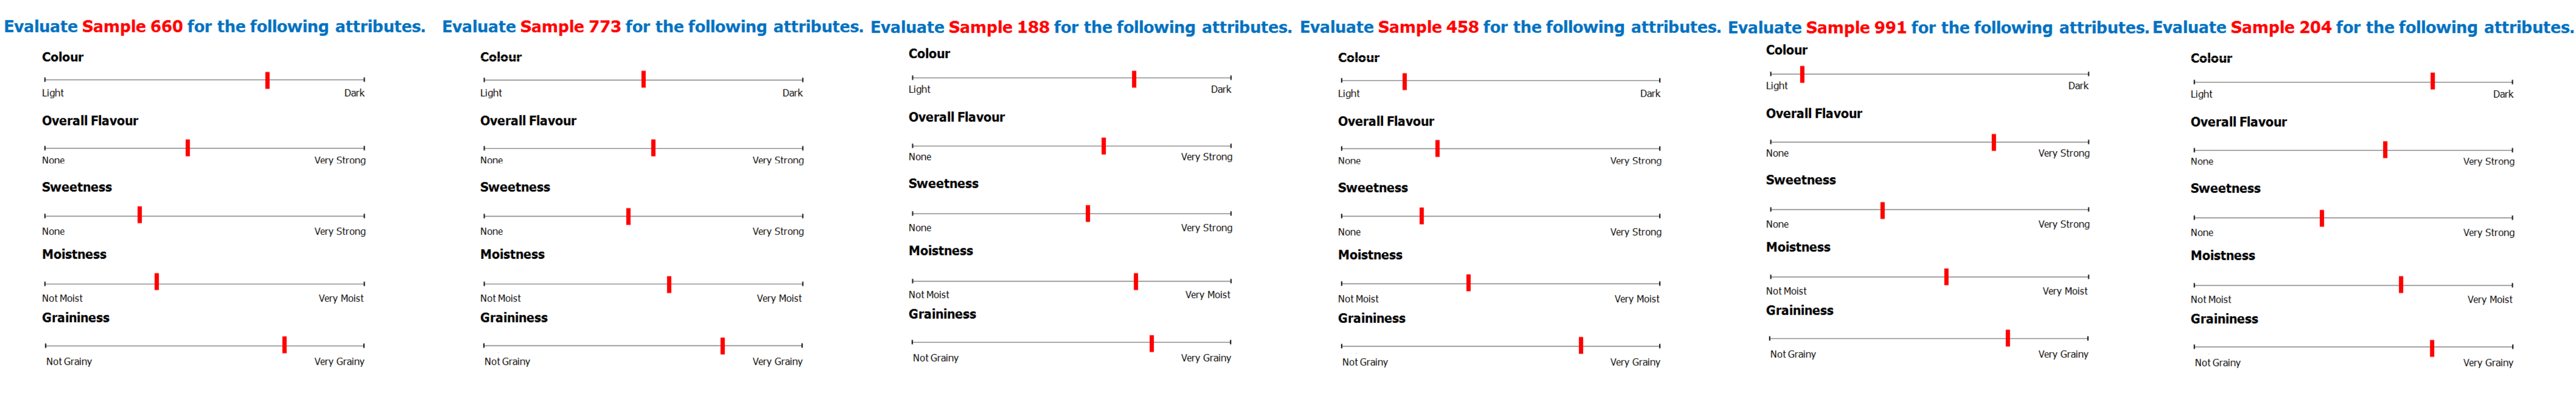 Evaluate Sample 660 for the following attributes.
Colour
Light Dark
Overall Flavour
None Very Strong
Sweetness
None Very Strong
Moistness
Not Moist Very Moist
Graininess
Not Grainy Very Grainy
Evaluate Sample 773 for the following attributes.
Colour
Light Dark
Overall Flavour
None Very Strong
Sweetness
None Very Strong
Moistness
Not Moist Very Moist
Graininess
Not Grainy Very Grainy
Evaluate Sample 188 for the following attributes.
Colour
Light Dark
Overall Flavour
None Very Strong
Sweetness
None Very Strong
Moistness
Not Moist Very Moist
Graininess
Not Grainy Very Grainy
Evaluate Sample 458 for the following attributes.
Colour
Light Dark
Overall Flavour
None Very Strong
Sweetness
None Very Strong
Moistness
Not Moist Very Moist
Graininess
Not Grainy Very Grainy
Evaluate Sample 991 for the following attributes.
Colour
Light Dark
Overall Flavour
None Very Strong
Sweetness
None Very Strong
Moistness
Not Moist Very Moist
Graininess
Not Grainy Very Grainy
Evaluate Sample 204 for the following attributes.
Colour
Light Dark
Overall Flavour
None Very Strong
Sweetness
None Very Strong
Moistness
Not Moist Very Moist
Graininess
Not Grainy Very Grainy